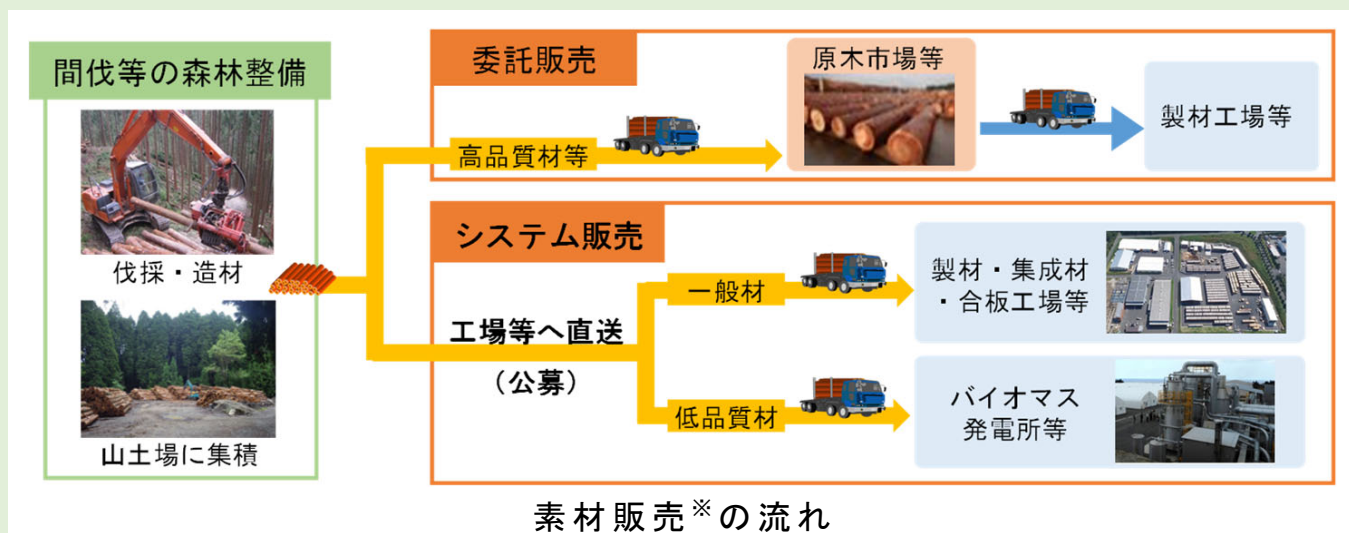 間伐等の森林整備
伐採・造材
山土場に集積
委託販売
高品質材等
原木市場等
製材工場等
システム販売
工場等へ直送
（公募）
一般材
製材・集成材
・合板工場等
低品質材
バイオマス
発電所等
素材販売※の流れ